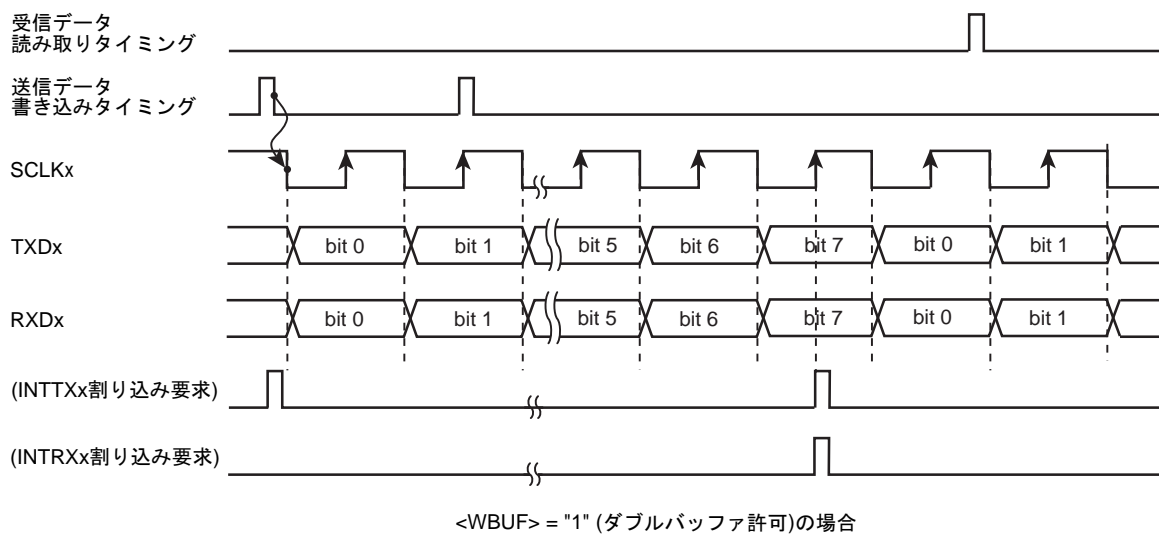 受信データ
読み取りタイミング
送信データ
書き込みタイミング
SCLKx
TXDx
bit 0
bit 1
bit 5
bit 6
bit 7
bit 0
bit 1
RXDx
bit 0
bit 1
bit 5
bit 6
bit 7
bit 0
bit 1
(INTTXx割り込み要求)
(INTRXx割り込み要求)
<WBUF> = "1" (ダブルバッファ許可)の場合